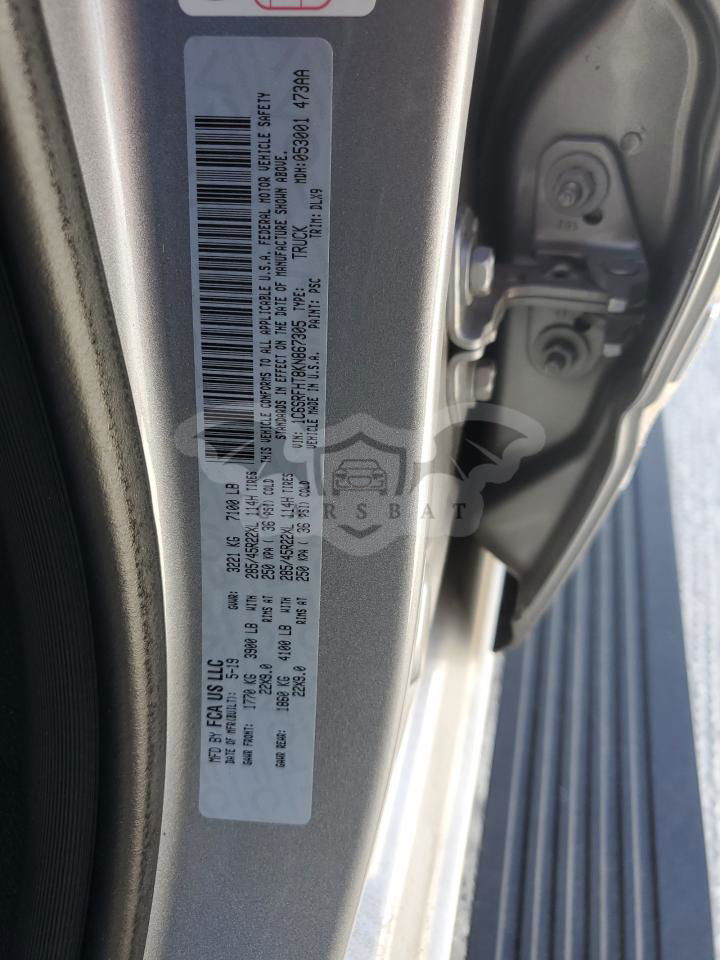 MFD BY FCA US LLC
DATE OF MFR(BUILT): 5-19 GVWR: 3221 KG 7100 LB
GAWR FRONT: 1770 KG 3900 LB WITH 285/45R22XL 114H TIRES
22X9.0 RIMS AT 250 KPA ( 36 PSI) COLD
GAWR REAR: 1860 KG 4100 LB WITH 285/45R22XL 114H TIRES
22X9.0 RIMS AT 250 KPA ( 36 PSI) COLD
THIS VEHICLE CONFORMS TO ALL APPLICABLE U.S.A. FEDERAL MOTOR VEHICLE SAFETY
STANDARDS IN EFFECT ON THE DATE OF MANUFACTURE SHOWN ABOVE.
VIN: 1C6SRFHT8KN867305 TYPE: TRUCK MDH:053001 473AA
VEHICLE MADE IN U.S.A. PAINT: PSC TRIM: DLX9
CARSBAT